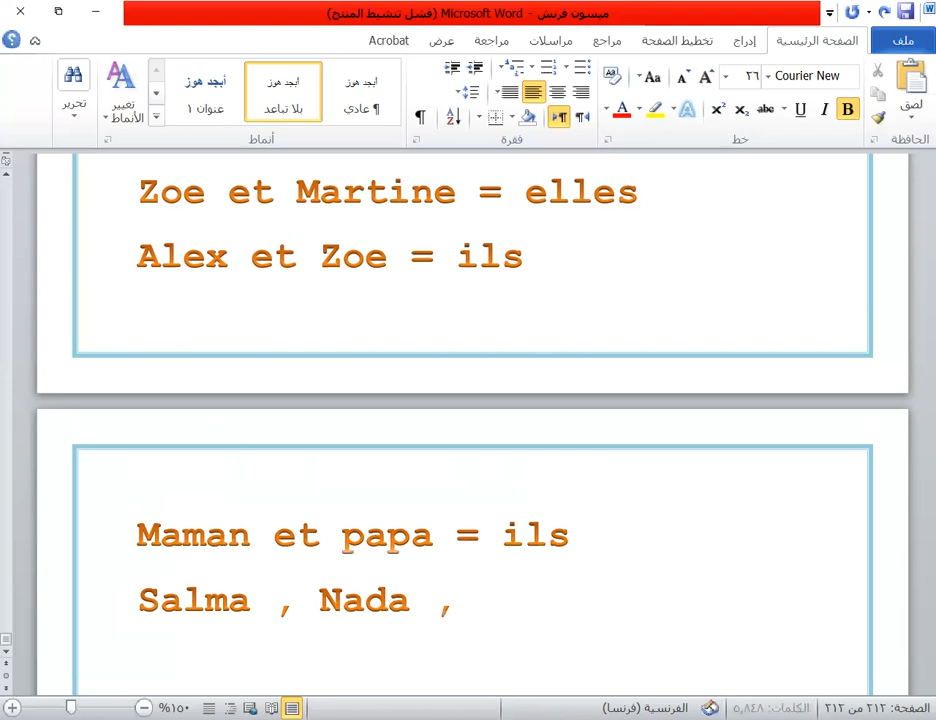 ميسون فرنش - Microsoft Word (فشل تنشيط المنتج)
ملف الصفحة الرئيسية إدراج تخطيط الصفحة مراجع مراسلات مراجعة عرض Acrobat
Courier New ٢٦
لصق
أبجد هوز أبجد هوز أبجد هوز
¶ عادي بلا تباعد عنوان ١
تغيير الأنماط
تحرير
الحافظة خط فقرة أنماط
Zoe et Martine = elles
Alex et Zoe = ils
Maman et papa = ils
Salma , Nada ,
الصفحة: ٢١٢ من ٢١٢ الكلمات: ٥,٨٤٨ الفرنسية (فرنسا) ١٥٠%